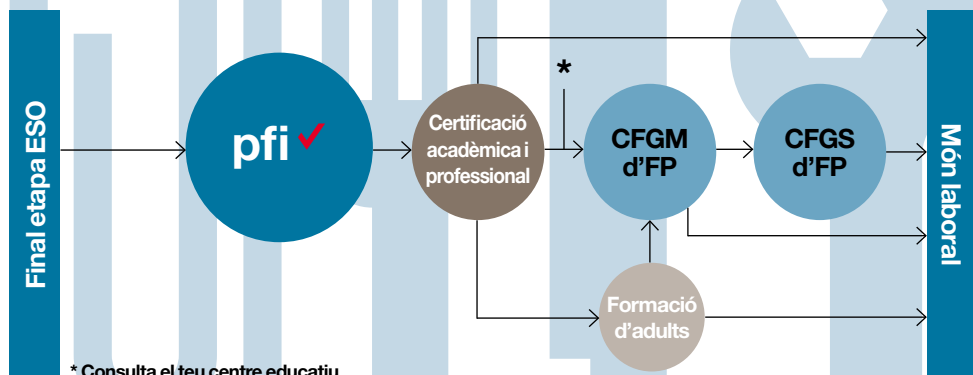 Final etapa ESO
pfi
Certificació
acadèmica i
professional
*
CFGM
d'FP
CFGS
d'FP
Formació
d'adults
Món laboral
* Consulta el teu centre educatiu